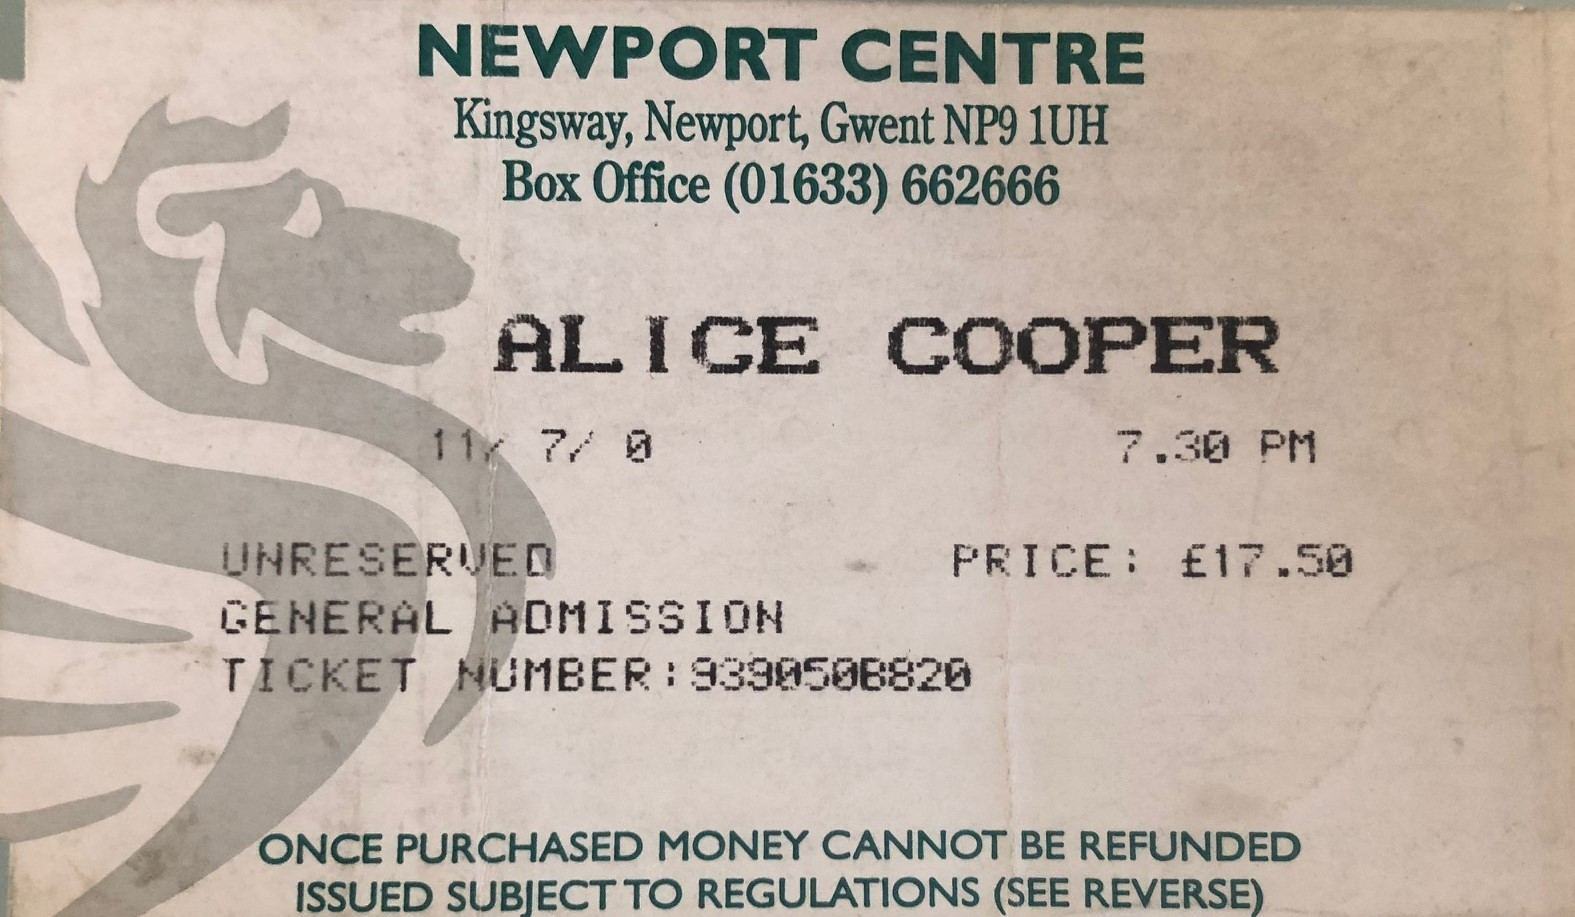 NEWPORT CENTRE
Kingsway, Newport, Gwent NP9 1UH
Box Office (01633) 662666
ALICE COOPER
11/ 7/ 0 7.30 PM
UNRESERVED PRICE: £17.50
GENERAL ADMISSION
TICKET NUMBER:939050B820
ONCE PURCHASED MONEY CANNOT BE REFUNDED
ISSUED SUBJECT TO REGULATIONS (SEE REVERSE)